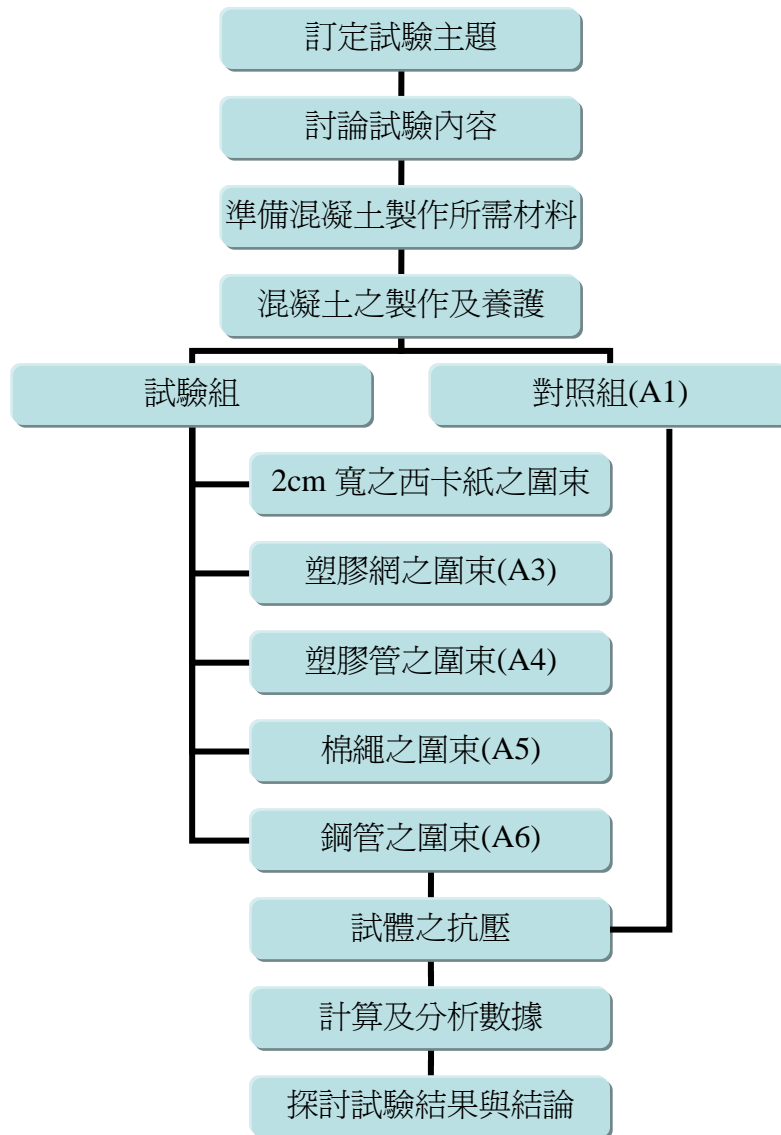 訂定試驗主題
討論試驗內容
準備混凝土製作所需材料
混凝土之製作及養護
試驗組
對照組(A1)
2cm 寬之西卡紙之圍束
塑膠網之圍束(A3)
塑膠管之圍束(A4)
棉繩之圍束(A5)
鋼管之圍束(A6)
試體之抗壓
計算及分析數據
探討試驗結果與結論